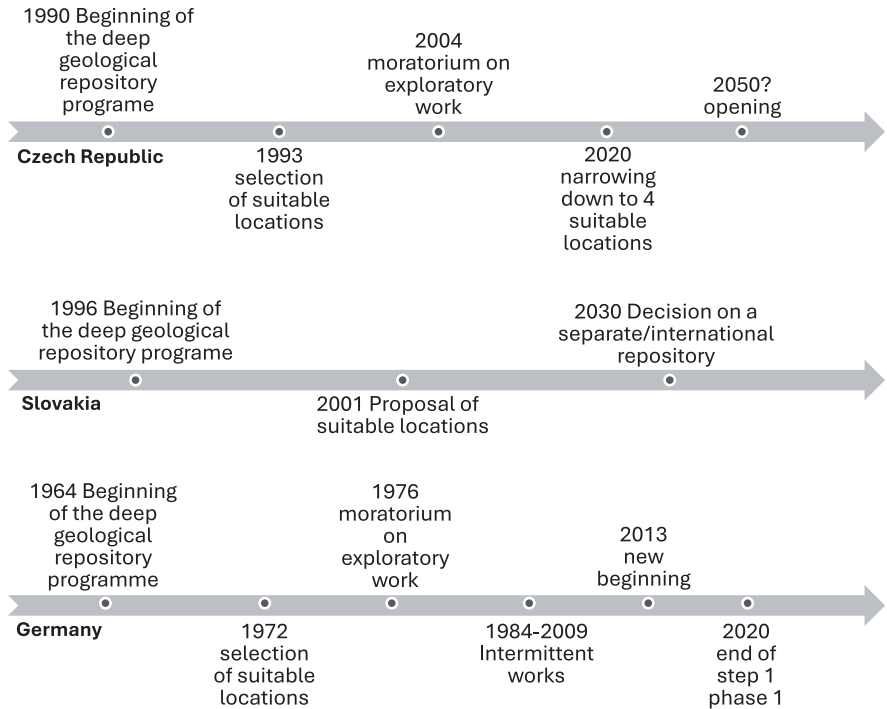 1990 Beginning of
the deep
geological
repository
programe
2004
moratorium on
exploratory
work
2050?
opening
Czech Republic
1993
selection
of suitable
locations
2020
narrowing
down to 4
suitable
locations
1996 Beginning of
the deep geological
repository programe
2030 Decision on a
separate/international
repository
Slovakia
2001 Proposal of
suitable locations
1964 Beginning
of the deep
geological
repository
programme
1976
moratorium
on
exploratory
work
2013
new
beginning
Germany
1972
selection
of suitable
locations
1984-2009
Intermittent
works
2020
end of
step 1
phase 1